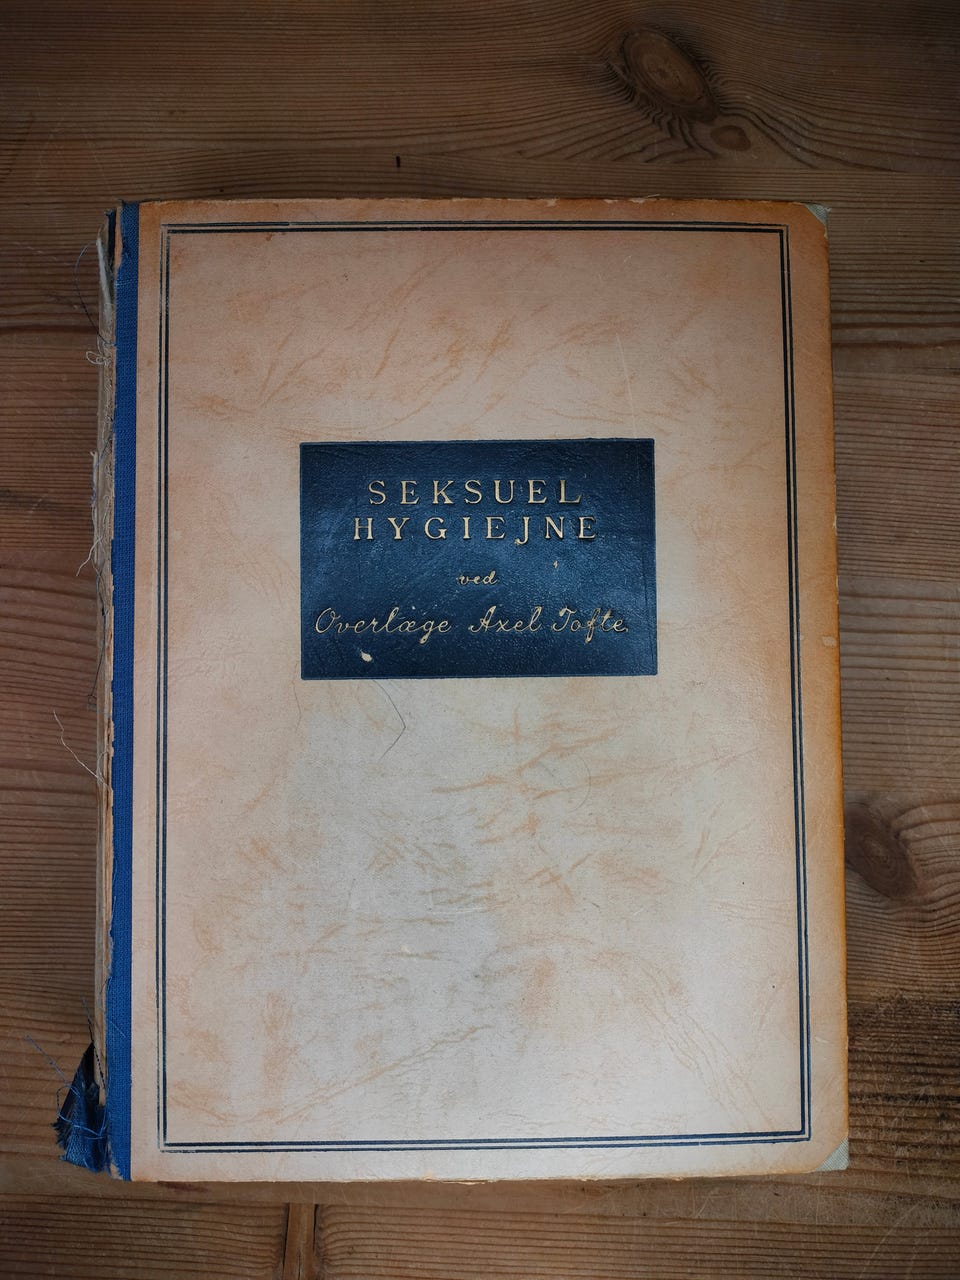 SEKSUEL
HYGIEJNE
ved
Overlæge Axel Tofte